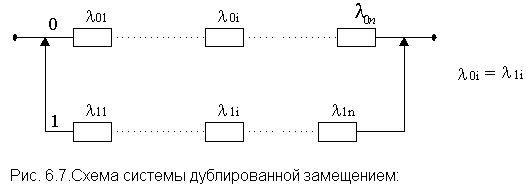 0 λ01 λ0i λ0n
λ0i = λ1i
1 λ11 λ1i λ1n
Рис. 6.7.Схема системы дублированной замещением: